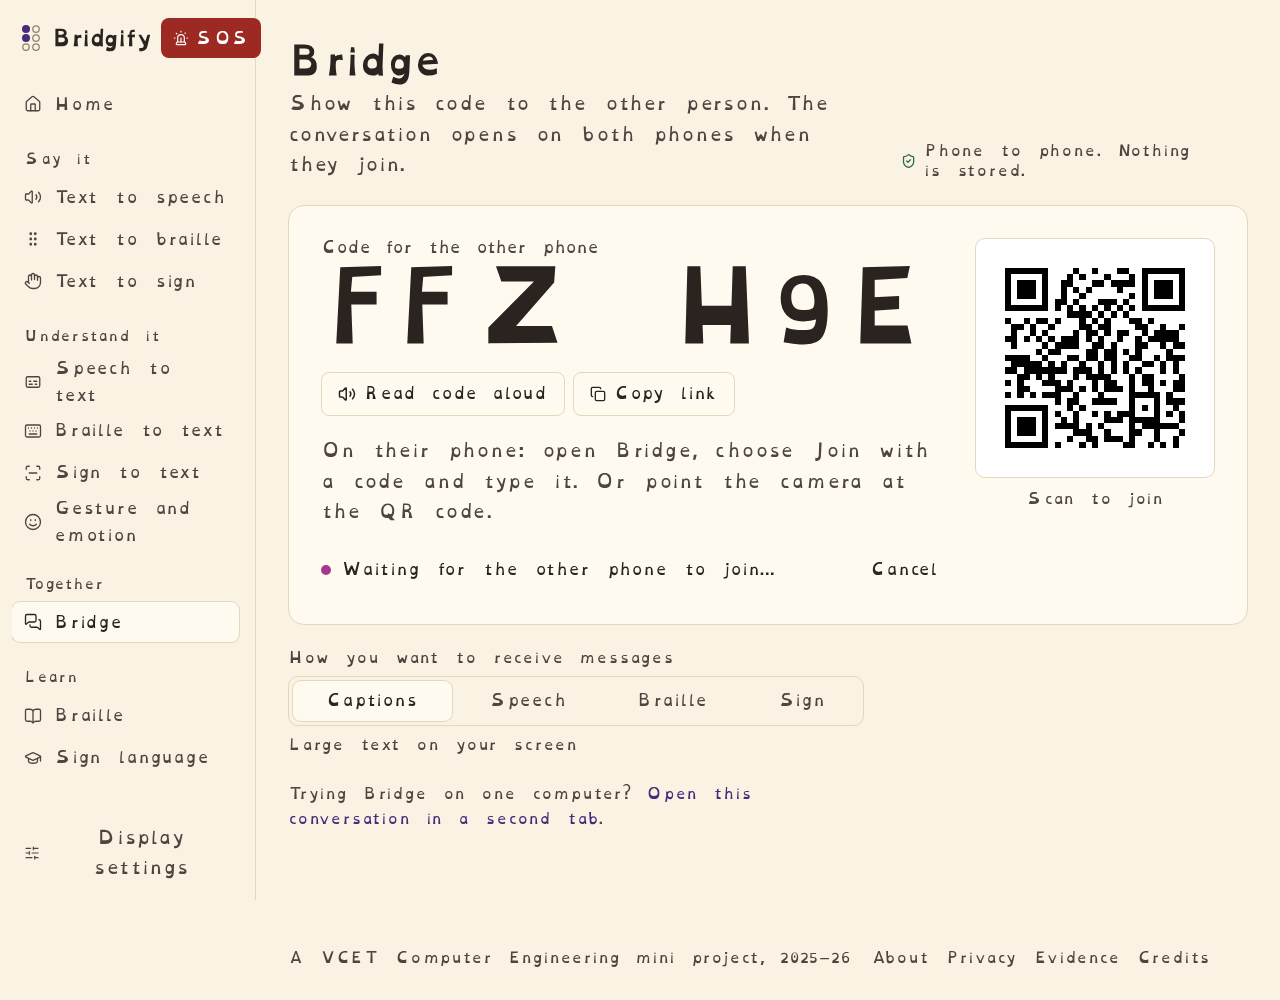 Bridgify
SOS
Home
Say it
Text to speech
Text to braille
Text to sign
Understand it
Speech to
text
Braille to text
Sign to text
Gesture and
emotion
Together
Bridge
Learn
Braille
Sign language
Display
settings
Bridge
Show this code to the other person. The
conversation opens on both phones when
they join.
Phone to phone. Nothing
is stored.
Code for the other phone
FFZ H9E
Read code aloud
Copy link
On their phone: open Bridge, choose Join with
a code and type it. Or point the camera at
the QR code.
Waiting for the other phone to join…
Cancel
Scan to join
How you want to receive messages
Captions
Speech
Braille
Sign
Large text on your screen
Trying Bridge on one computer? Open this
conversation in a second tab.
A VCET Computer Engineering mini project, 2025–26
About
Privacy
Evidence
Credits